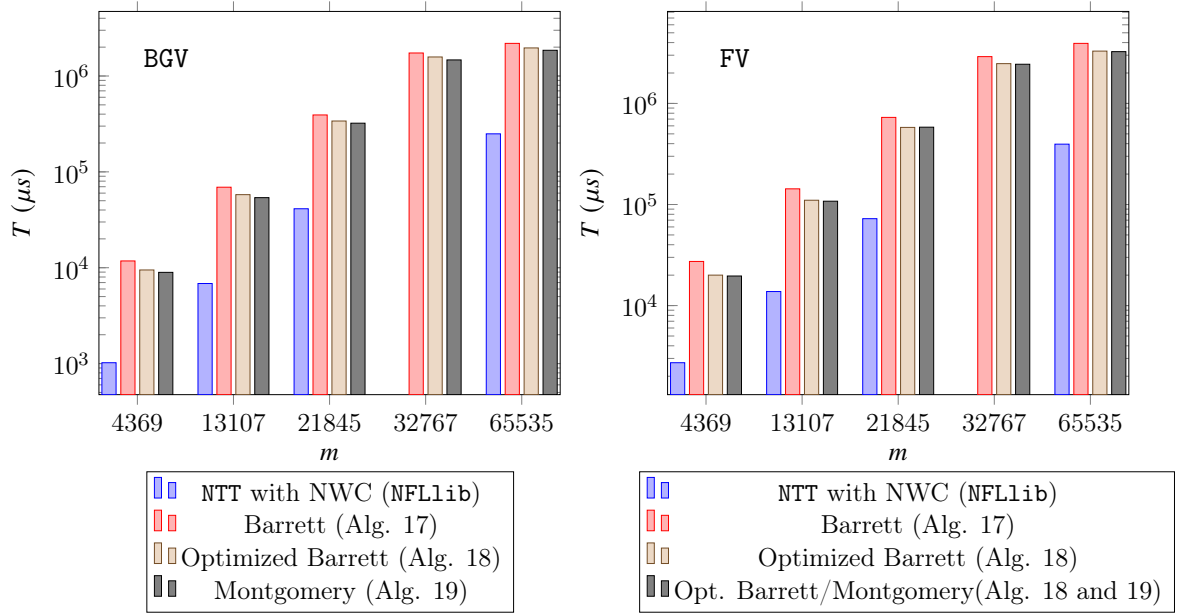 BGV
10^6
10^5
10^4
10^3
T (μs)
4369 13107 21845 32767 65535
m
NTT with NWC (NFLlib)
Barrett (Alg. 17)
Optimized Barrett (Alg. 18)
Montgomery (Alg. 19)
FV
10^6
10^5
10^4
T (μs)
4369 13107 21845 32767 65535
m
NTT with NWC (NFLlib)
Barrett (Alg. 17)
Optimized Barrett (Alg. 18)
Opt. Barrett/Montgomery(Alg. 18 and 19)